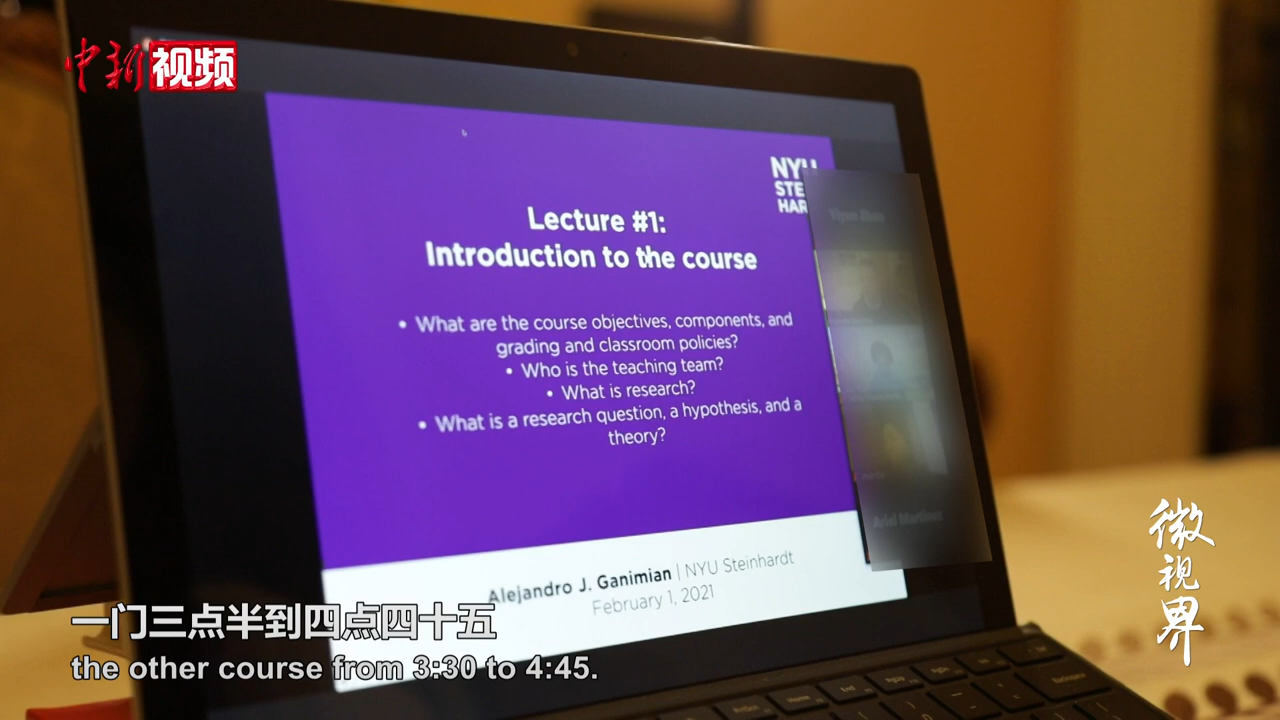 中新视频
NYU
STE
HAR
Lecture #1:
Introduction to the course
• What are the course objectives, components, and
grading and classroom policies?
• Who is the teaching team?
• What is research?
• What is a research question, a hypothesis, and a
theory?
Alejandro J. Ganimian | NYU Steinhardt
February 1, 2021
微视界
一门三点半到四点四十五
the other course from 3:30 to 4:45.